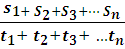 s₁ + s₂ + s₃ + ⋯ sₙ
t₁ + t₂ + t₃ + … tₙ